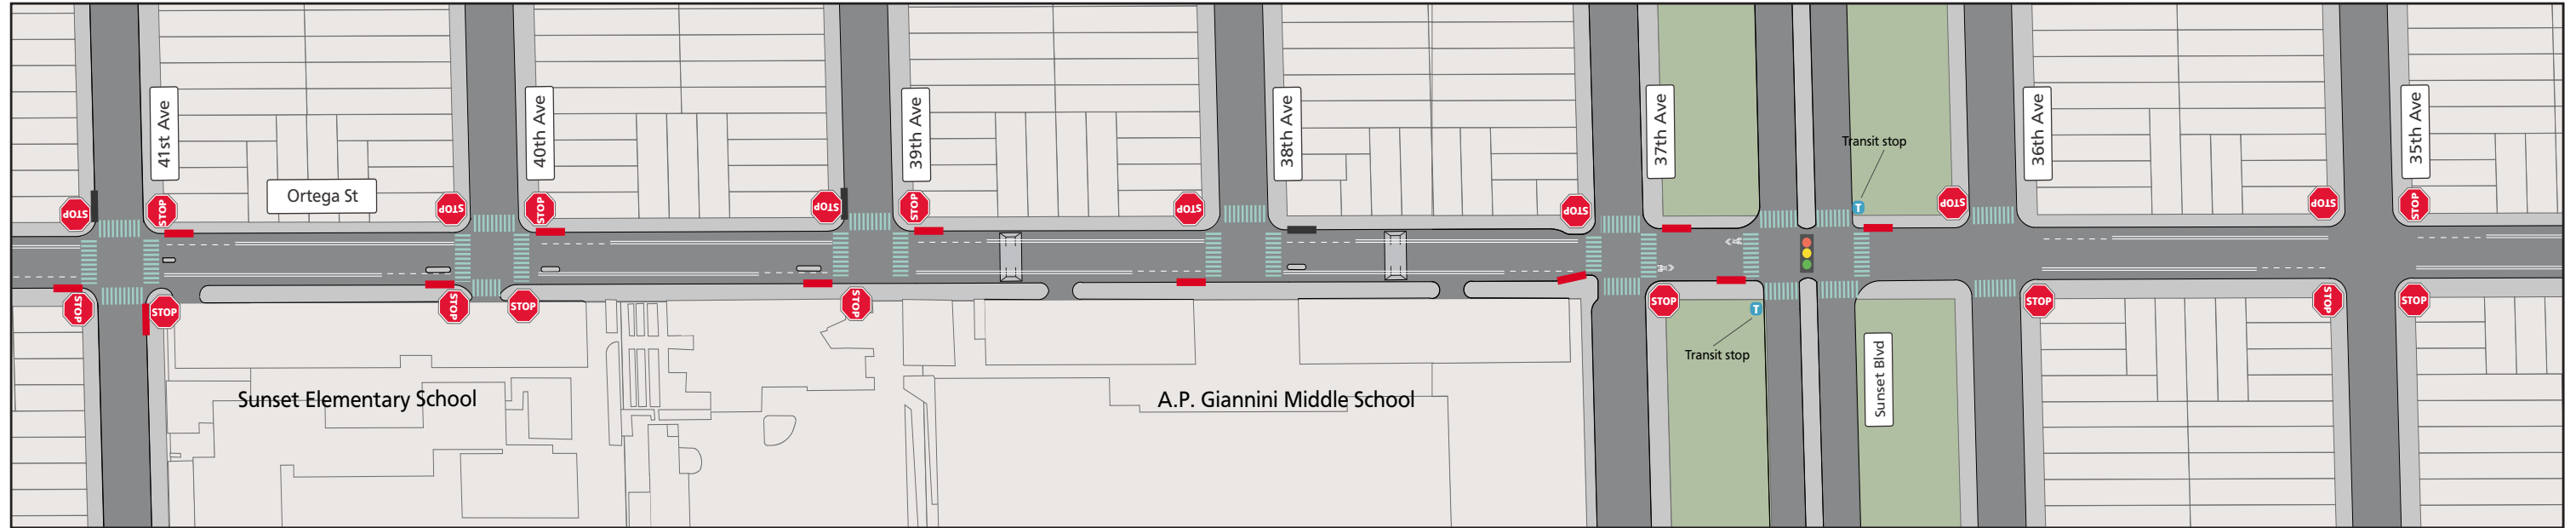 41st Ave
40th Ave
39th Ave
38th Ave
37th Ave
36th Ave
35th Ave
Transit stop
Ortega St
STOP
STOP
STOP
STOP
STOP
STOP
STOP
STOP
STOP
STOP
STOP
T
STOP
STOP
STOP
STOP
STOP
STOP
STOP
STOP
STOP
STOP
T
Transit stop
Sunset Blvd
Sunset Elementary School
A.P. Giannini Middle School